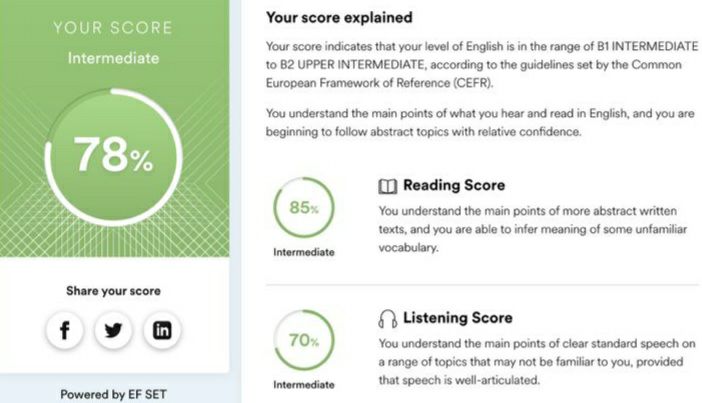 YOUR SCORE
Intermediate
78%
Share your score
Powered by EF SET
Your score explained
Your score indicates that your level of English is in the range of B1 INTERMEDIATE
to B2 UPPER INTERMEDIATE, according to the guidelines set by the Common
European Framework of Reference (CEFR).
You understand the main points of what you hear and read in English, and you are
beginning to follow abstract topics with relative confidence.
85%
Intermediate
Reading Score
You understand the main points of more abstract written
texts, and you are able to infer meaning of some unfamiliar
vocabulary.
70%
Intermediate
Listening Score
You understand the main points of clear standard speech on
a range of topics that may not be familiar to you, provided
that speech is well-articulated.